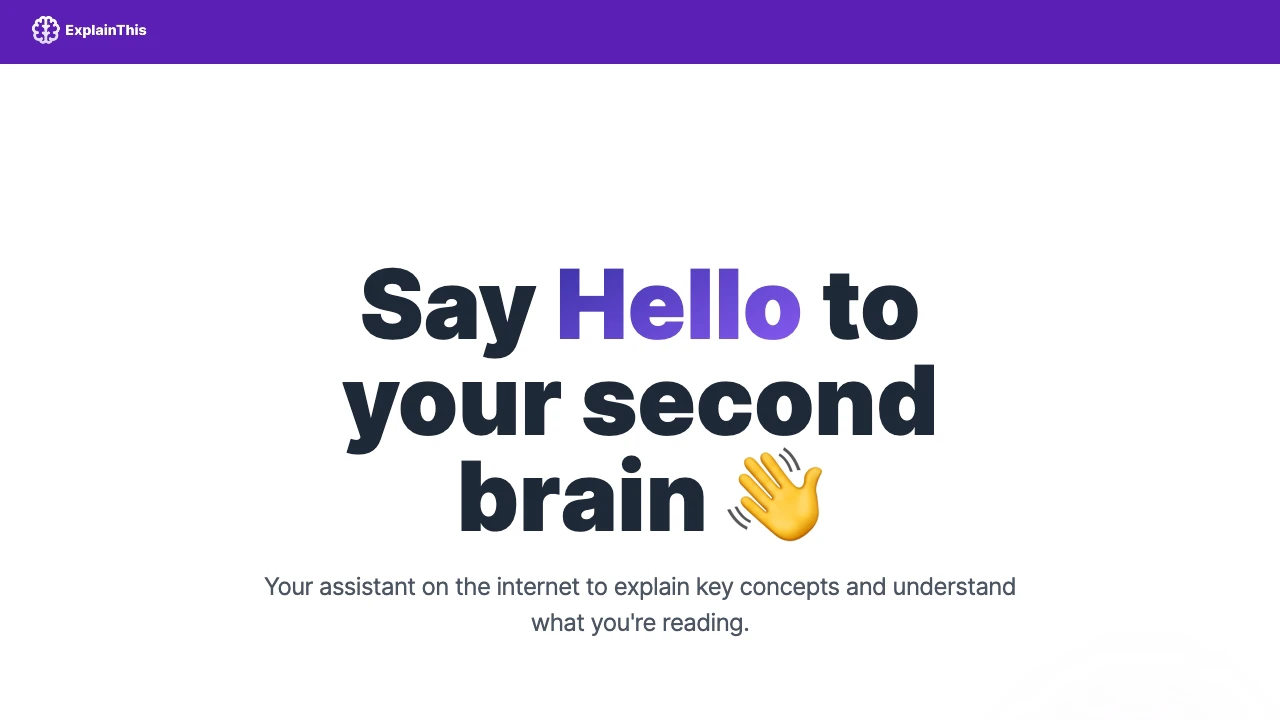 ExplainThis
Say Hello to
your second
brain 👋
Your assistant on the internet to explain key concepts and understand
what you're reading.